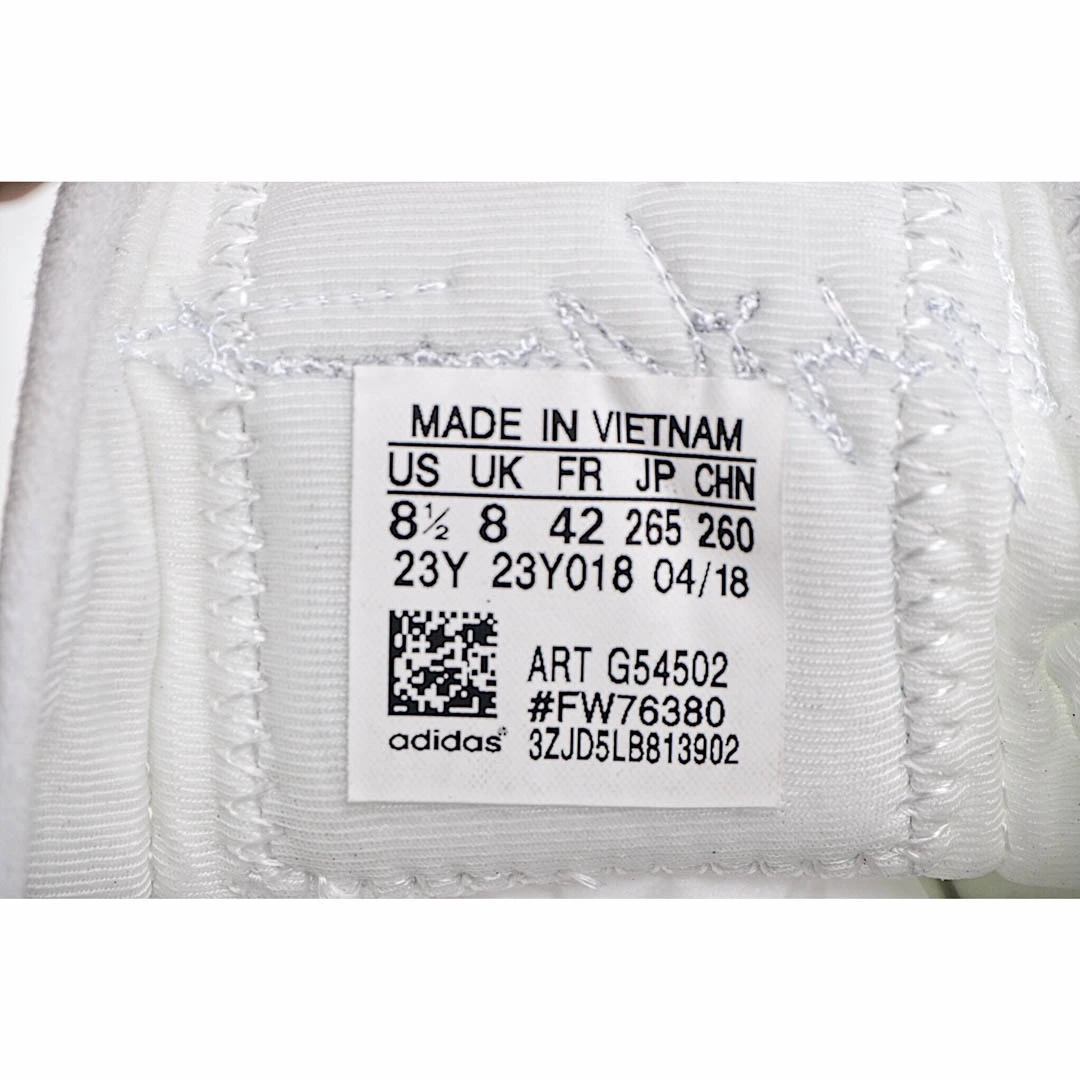 MADE IN VIETNAM
US UK FR JP CHN
8½ 8 42 265 260
23Y 23Y018 04/18
ART G54502
#FW76380
adidas® 3ZJD5LB813902